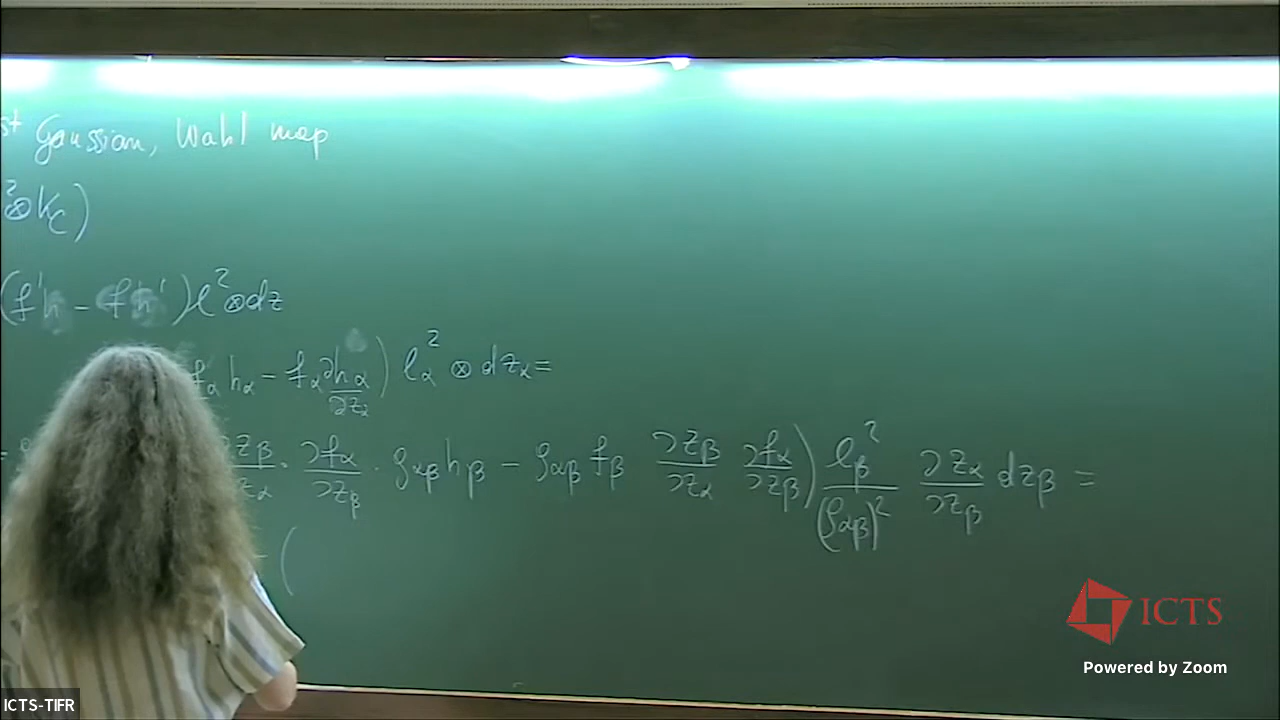 st Gaussian, Wahl map
²⊗K_C)
(f'h - fh')l²⊗dz
f_α h_α - f_α ∂h_α/∂z_α) l_α² ⊗ dz_α =
∂z_β/∂z_α · ∂f_α/∂z_β · g_αβ h_β - g_αβ f_β ∂z_β/∂z_α ∂f_α/∂z_β) l_β²/(g_αβ)² ∂z_α/∂z_β dz_β =
(
ICTS
Powered by Zoom
ICTS-TIFR